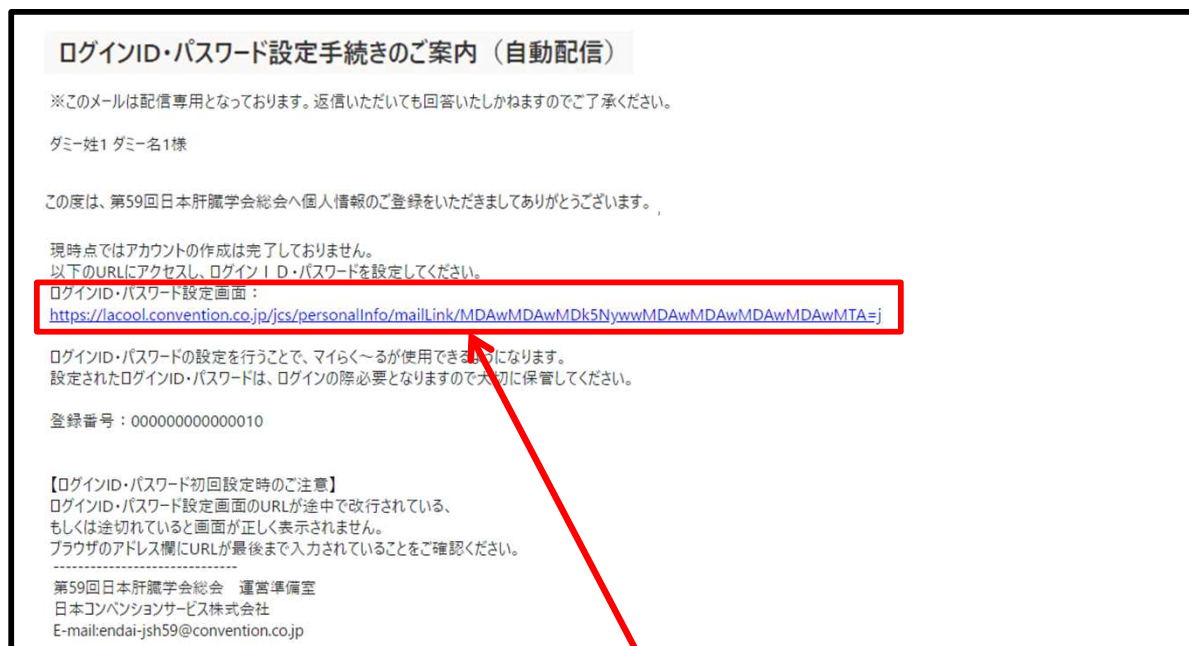 ログインID・パスワード設定手続きのご案内（自動配信）
※このメールは配信専用となっております。返信いただいても回答いたしかねますのでご了承ください。
ダミー姓1 ダミー名1様
この度は、第59回日本肝臓学会総会へ個人情報のご登録をいただきましてありがとうございます。
現時点ではアカウントの作成は完了しておりません。
以下のURLにアクセスし、ログインＩＤ・パスワードを設定してください。
ログインID・パスワード設定画面：
https://lacool.convention.co.jp/jcs/personalInfo/mailLink/MDAwMDAwMDk5NywwMDAwMDAwMDAwMDAwMTA=j
ログインID・パスワードの設定を行うことで、マイらく～るが使用できるようになります。
設定されたログインID・パスワードは、ログインの際必要となりますので大切に保管してください。
登録番号：000000000000010
【ログインID・パスワード初回設定時のご注意】
ログインID・パスワード設定画面のURLが途中で改行されている、
もしくは途切れていると画面が正しく表示されません。
ブラウザのアドレス欄にURLが最後まで入力されていることをご確認ください。
------------------------------
第59回日本肝臓学会総会　運営準備室
日本コンベンションサービス株式会社
E-mail:endai-jsh59@convention.co.jp